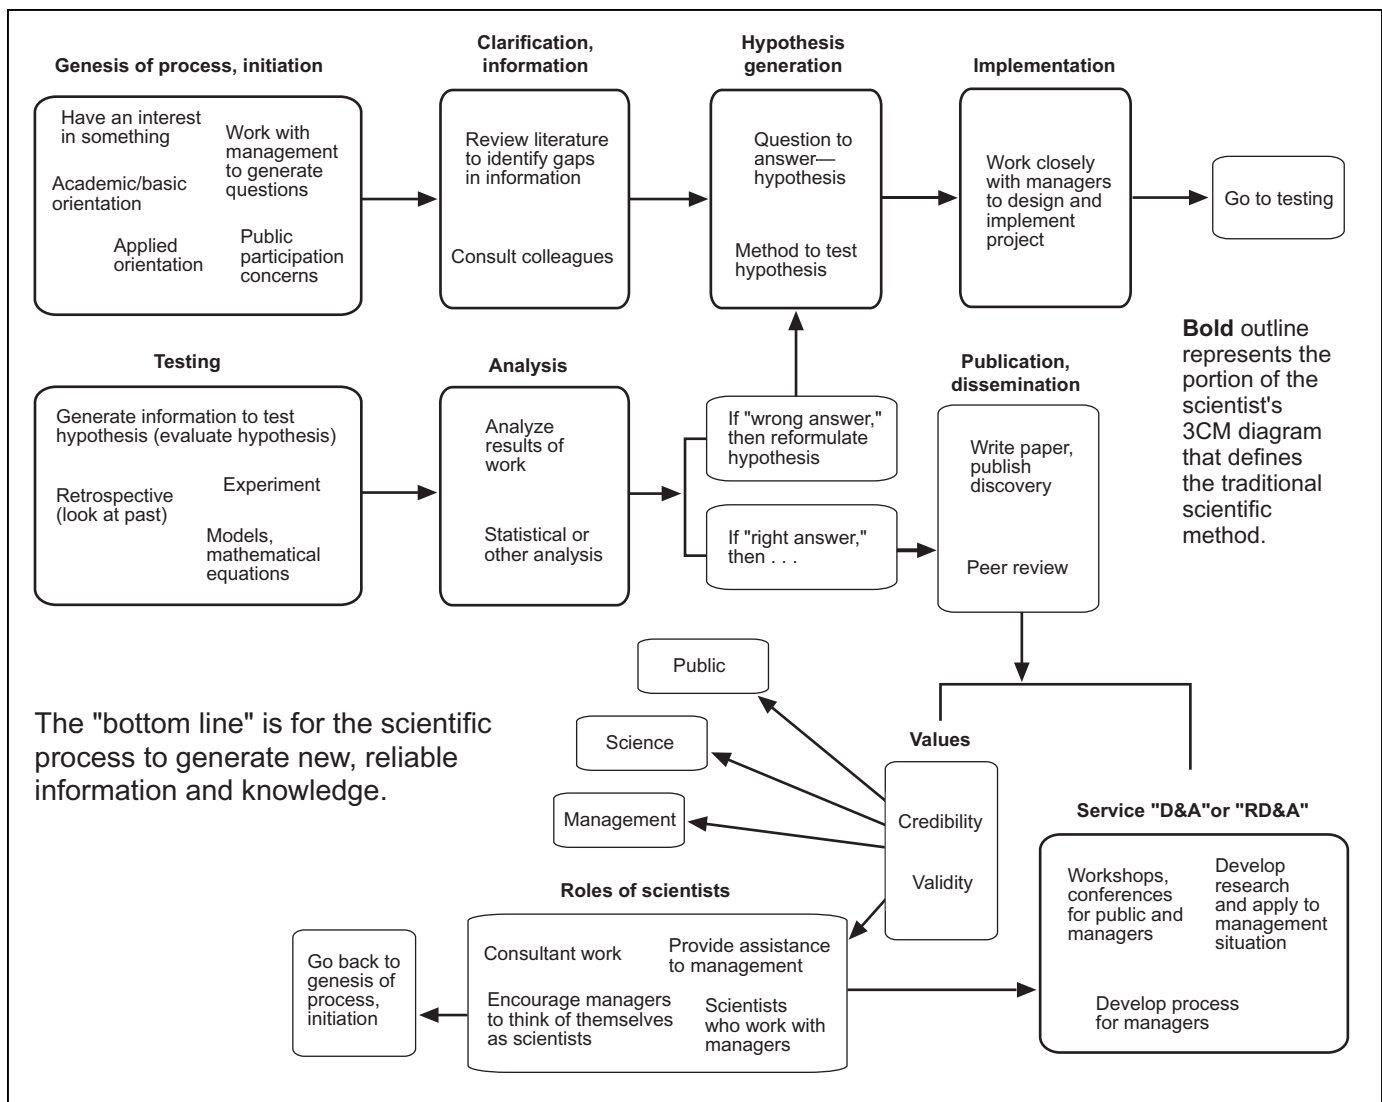 Genesis of process, initiation
Have an interest
in something
Work with
management
to generate
questions
Academic/basic
orientation
Applied
orientation
Public
participation
concerns
Clarification,
information
Review literature
to identify gaps
in information
Consult colleagues
Hypothesis
generation
Question to
answer—
hypothesis
Method to test
hypothesis
Implementation
Work closely
with managers
to design and
implement
project
Go to testing
Bold outline
represents the
portion of the
scientist's
3CM diagram
that defines
the traditional
scientific
method.
Testing
Generate information to test
hypothesis (evaluate hypothesis)
Experiment
Retrospective
(look at past)
Models,
mathematical
equations
Analysis
Analyze
results of
work
Statistical or
other analysis
If "wrong answer,"
then reformulate
hypothesis
If "right answer,"
then . . .
Publication,
dissemination
Write paper,
publish
discovery
Peer review
Public
Science
Management
The "bottom line" is for the scientific
process to generate new, reliable
information and knowledge.
Values
Credibility
Validity
Service "D&A"or "RD&A"
Workshops,
conferences
for public and
managers
Develop
research
and apply to
management
situation
Develop process
for managers
Roles of scientists
Consultant work
Provide assistance
to management
Encourage managers
to think of themselves
as scientists
Scientists
who work with
managers
Go back to
genesis of
process,
initiation